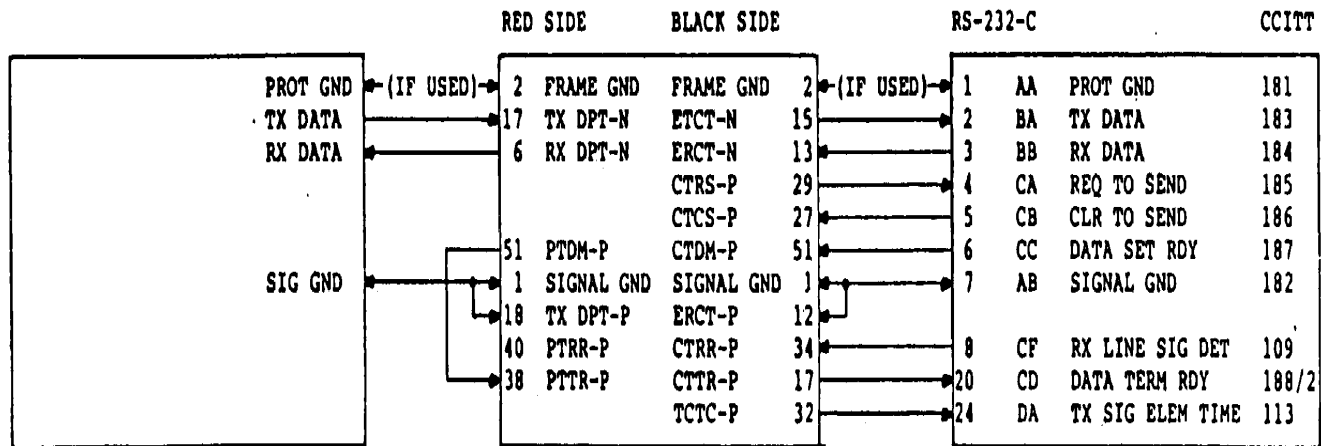 RED SIDE BLACK SIDE RS-232-C CCITT
PROT GND (IF USED) 2 FRAME GND FRAME GND 2 (IF USED) 1 AA PROT GND 181
TX DATA 17 TX DPT-N ETCT-N 15 2 BA TX DATA 183
RX DATA 6 RX DPT-N ERCT-N 13 3 BB RX DATA 184
CTRS-P 29 4 CA REQ TO SEND 185
CTCS-P 27 5 CB CLR TO SEND 186
51 PTDM-P CTDM-P 51 6 CC DATA SET RDY 187
SIG GND 1 SIGNAL GND SIGNAL GND 1 7 AB SIGNAL GND 182
18 TX DPT-P ERCT-P 12
40 PTRR-P CTRR-P 34 8 CF RX LINE SIG DET 109
38 PTTR-P CTTR-P 17 20 CD DATA TERM RDY 188/2
TCTC-P 32 24 DA TX SIG ELEM TIME 113